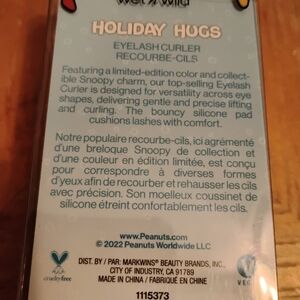 wet n wild
HOLIDAY HUGS
EYELASH CURLER
RECOURBE-CILS
Featuring a limited-edition color and collect-
ible Snoopy charm, our top-selling Eyelash
Curler is designed for versatility across eye
shapes, delivering gentle and precise lifting
and curling. The bouncy silicone pad
cushions lashes with comfort.
Notre populaire recourbe-cils, ici agrémenté
d'une breloque Snoopy de collection et
d'une couleur en édition limitée, est conçu
pour correspondre à diverses formes
d'yeux afin de recourber et rehausser les cils
avec précision. Son moelleux coussinet de
silicone étreint confortablement les cils.
www.Peanuts.com
© 2022 Peanuts Worldwide LLC
DIST. BY / PAR: MARKWINS® BEAUTY BRANDS, INC.,
CITY OF INDUSTRY, CA 91789
MADE IN CHINA / FABRIQUÉ EN CHINE
cruelty-free
1115373